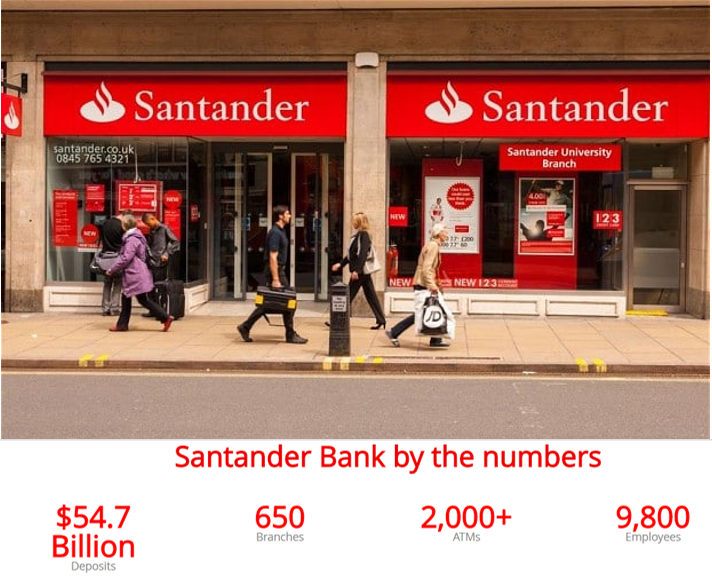 Santander
Santander
santander.co.uk
0845 765 4321
Santander University
Branch
NEW
NEW
NEW
1 2 3
NEW
NEW 1 2 3
JD
Santander Bank by the numbers
$54.7
Billion
Deposits
650
Branches
2,000+
ATMs
9,800
Employees